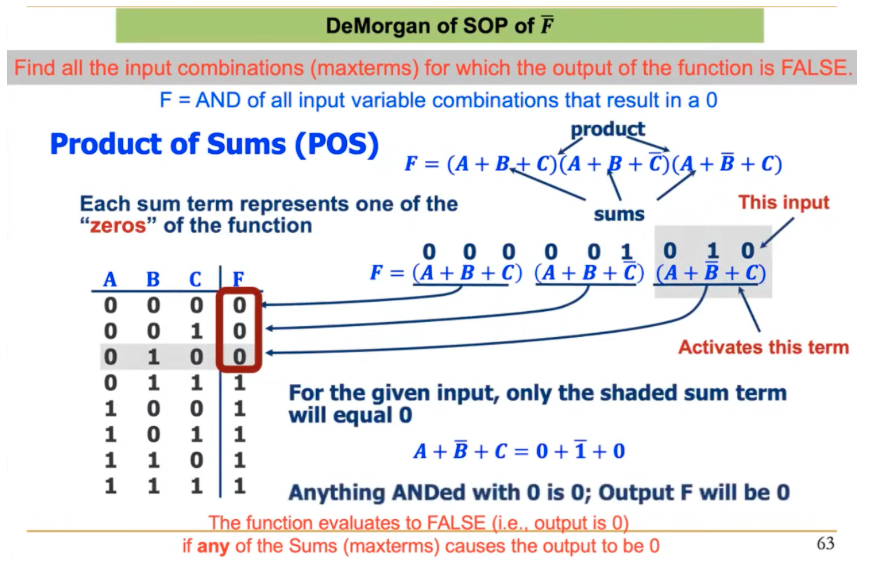 DeMorgan of SOP of F̅
Find all the input combinations (maxterms) for which the output of the function is FALSE.
F = AND of all input variable combinations that result in a 0
product
Product of Sums (POS)
F = (A + B + C)(A + B + C̅)(A + B̅ + C)
Each sum term represents one of the
“zeros” of the function
sums
This input
0 0 0 0 0 1 0 1 0
F = (A + B + C) (A + B + C̅) (A + B̅ + C)
A B C F
0 0 0 0
0 0 1 0
0 1 0 0
0 1 1 1
1 0 0 1
1 0 1 1
1 1 0 1
1 1 1 1
Activates this term
For the given input, only the shaded sum term
will equal 0
A + B̅ + C = 0 + 1̅ + 0
Anything ANDed with 0 is 0; Output F will be 0
The function evaluates to FALSE (i.e., output is 0)
if any of the Sums (maxterms) causes the output to be 0
63